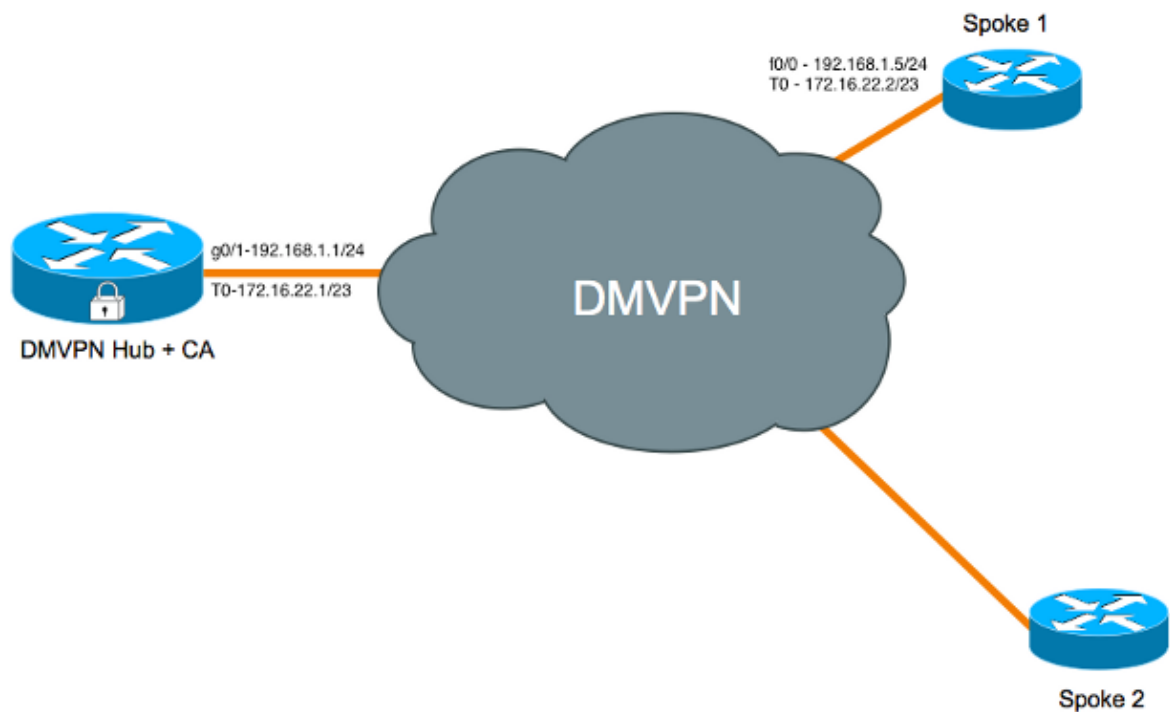 Spoke 1
f0/0 - 192.168.1.5/24
T0 - 172.16.22.2/23
g0/1-192.168.1.1/24
T0-172.16.22.1/23
DMVPN
DMVPN Hub + CA
Spoke 2